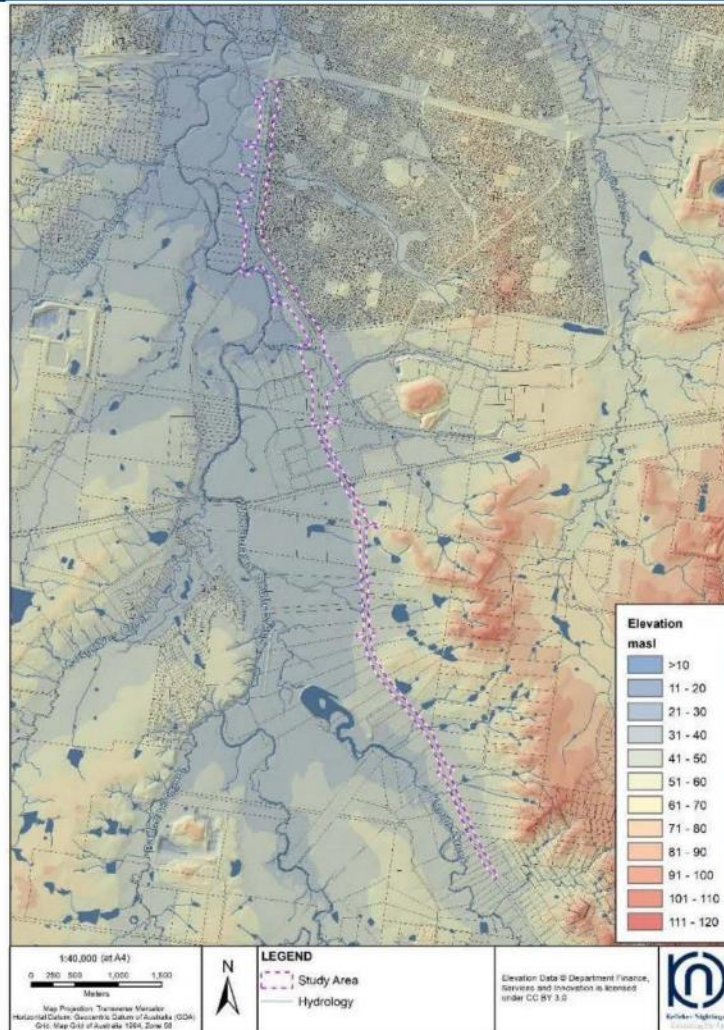 Elevation
masl
>10
11 - 20
21 - 30
31 - 40
41 - 50
51 - 60
61 - 70
71 - 80
81 - 90
91 - 100
101 - 110
111 - 120
1:40,000 (at A4)
0 250 500 1,000 1,500
Meters
Map Projection: Transverse Mercator
Horizontal Datum: Geocentric Datum of Australia (GDA)
Grid: Map Grid of Australia 1994, Zone 56
N
LEGEND
Study Area
Hydrology
Elevation Data © Department Finance,
Services and Innovation is licensed
under CC BY 3.0
Kelleher Nightingale